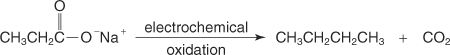 O
CH₃CH₂C—O⁻Na⁺ electrochemical CH₃CH₂CH₂CH₃ + CO₂
oxidation